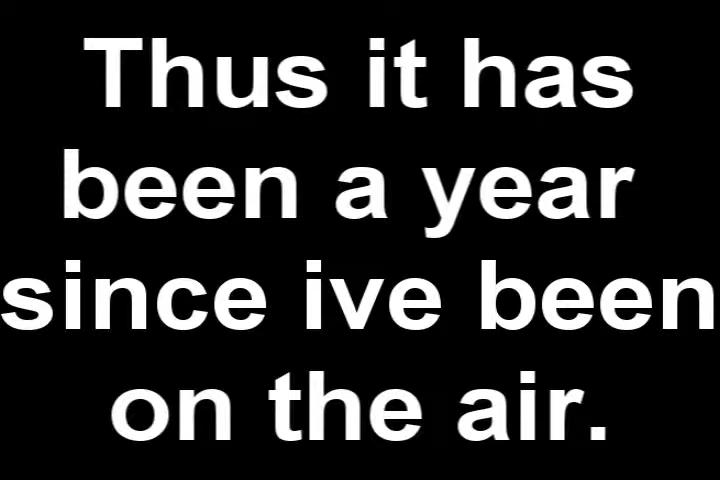 Thus it has
been a year
since ive been
on the air.